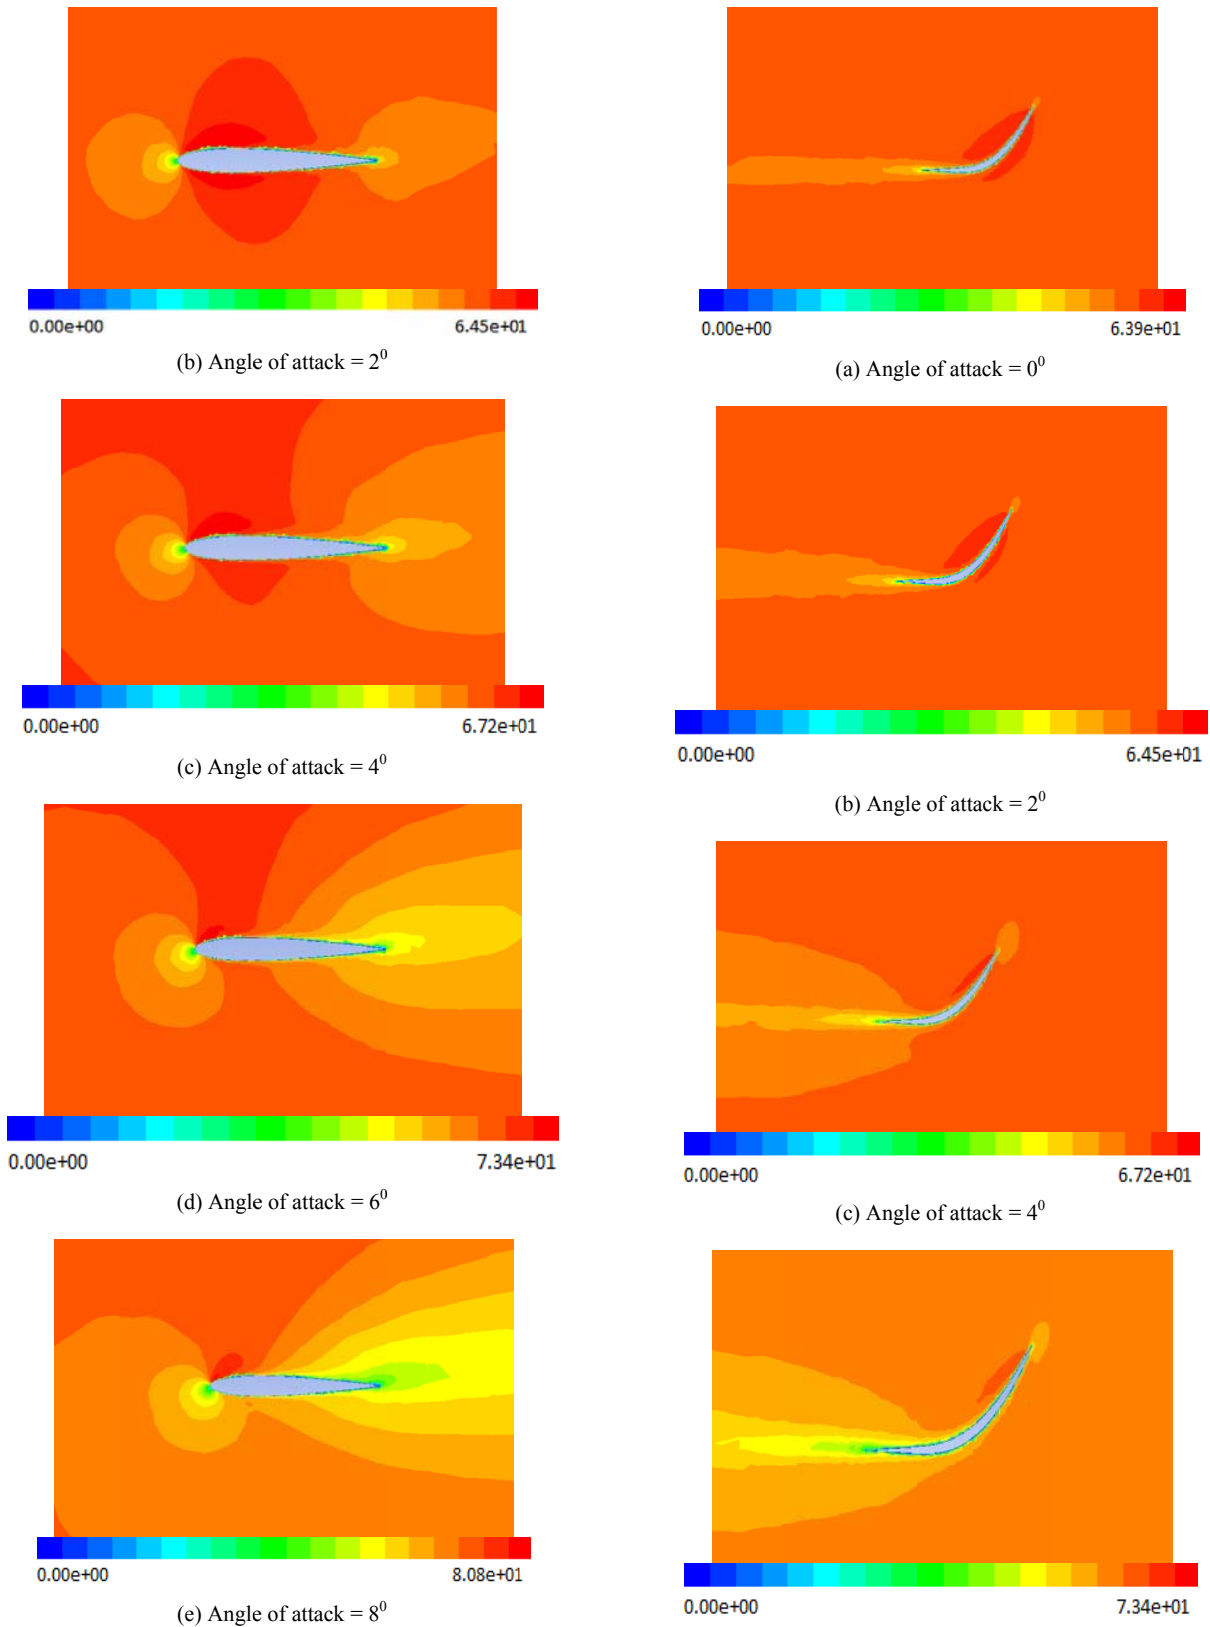 0.00e+00 6.45e+01
(b) Angle of attack = 2⁰
0.00e+00 6.72e+01
(c) Angle of attack = 4⁰
0.00e+00 7.34e+01
(d) Angle of attack = 6⁰
0.00e+00 8.08e+01
(e) Angle of attack = 8⁰
0.00e+00 6.39e+01
(a) Angle of attack = 0⁰
0.00e+00 6.45e+01
(b) Angle of attack = 2⁰
0.00e+00 6.72e+01
(c) Angle of attack = 4⁰
0.00e+00 7.34e+01